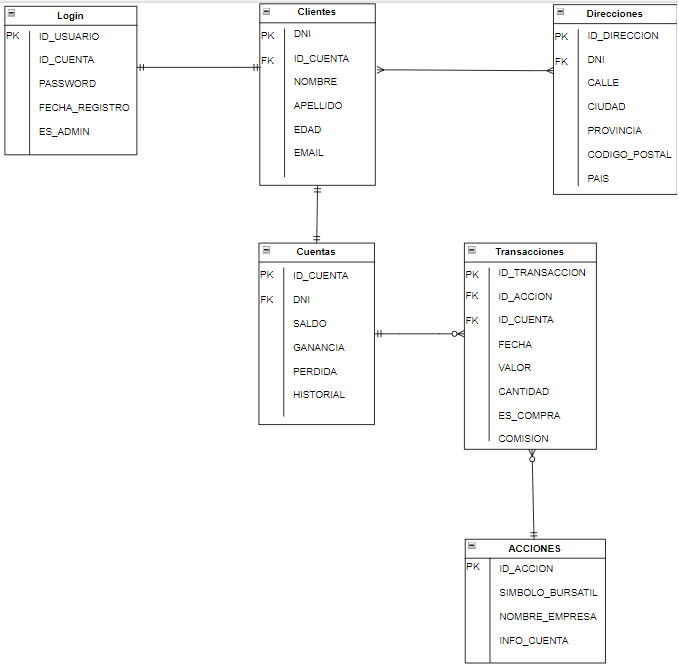 Login
PK ID_USUARIO
ID_CUENTA
PASSWORD
FECHA_REGISTRO
ES_ADMIN
Clientes
PK DNI
FK ID_CUENTA
NOMBRE
APELLIDO
EDAD
EMAIL
Direcciones
PK ID_DIRECCION
FK DNI
CALLE
CIUDAD
PROVINCIA
CODIGO_POSTAL
PAIS
Cuentas
PK ID_CUENTA
FK DNI
SALDO
GANANCIA
PERDIDA
HISTORIAL
Transacciones
PK ID_TRANSACCION
FK ID_ACCION
FK ID_CUENTA
FECHA
VALOR
CANTIDAD
ES_COMPRA
COMISION
ACCIONES
PK ID_ACCION
SIMBOLO_BURSATIL
NOMBRE_EMPRESA
INFO_CUENTA